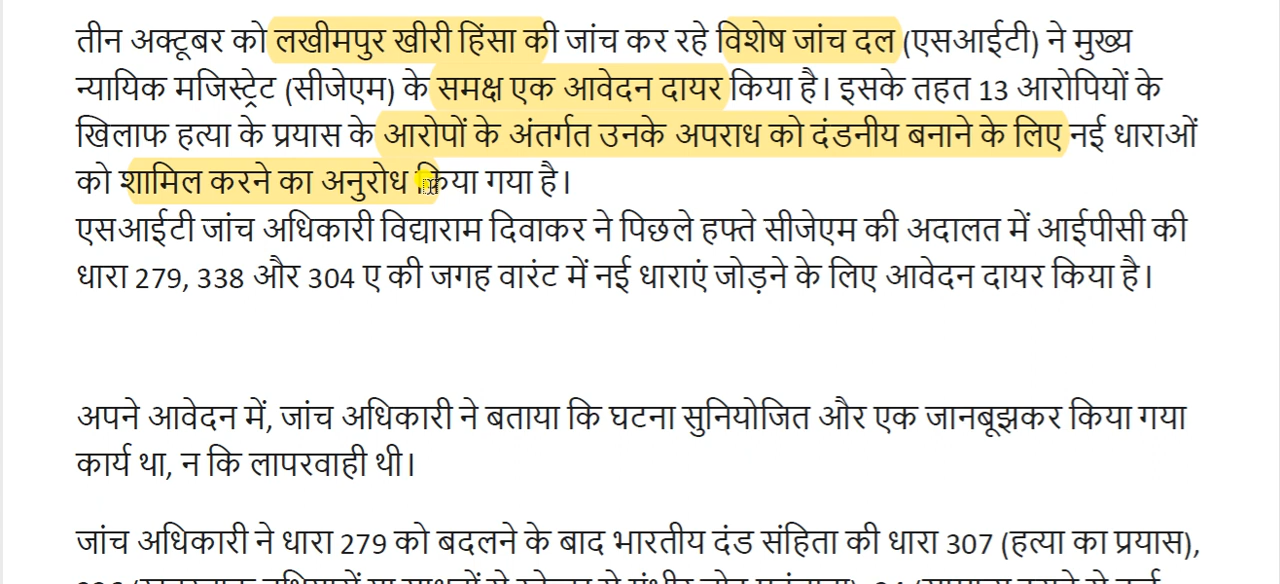 तीन अक्टूबर को लखीमपुर खीरी हिंसा की जांच कर रहे विशेष जांच दल (एसआईटी) ने मुख्य
न्यायिक मजिस्ट्रेट (सीजेएम) के समक्ष एक आवेदन दायर किया है। इसके तहत 13 आरोपियों के
खिलाफ हत्या के प्रयास के आरोपों के अंतर्गत उनके अपराध को दंडनीय बनाने के लिए नई धाराओं
को शामिल करने का अनुरोध किया गया है।
एसआईटी जांच अधिकारी विद्याराम दिवाकर ने पिछले हफ्ते सीजेएम की अदालत में आईपीसी की
धारा 279, 338 और 304 ए की जगह वारंट में नई धाराएं जोड़ने के लिए आवेदन दायर किया है।
अपने आवेदन में, जांच अधिकारी ने बताया कि घटना सुनियोजित और एक जानबूझकर किया गया
कार्य था, न कि लापरवाही थी।
जांच अधिकारी ने धारा 279 को बदलने के बाद भारतीय दंड संहिता की धारा 307 (हत्या का प्रयास),